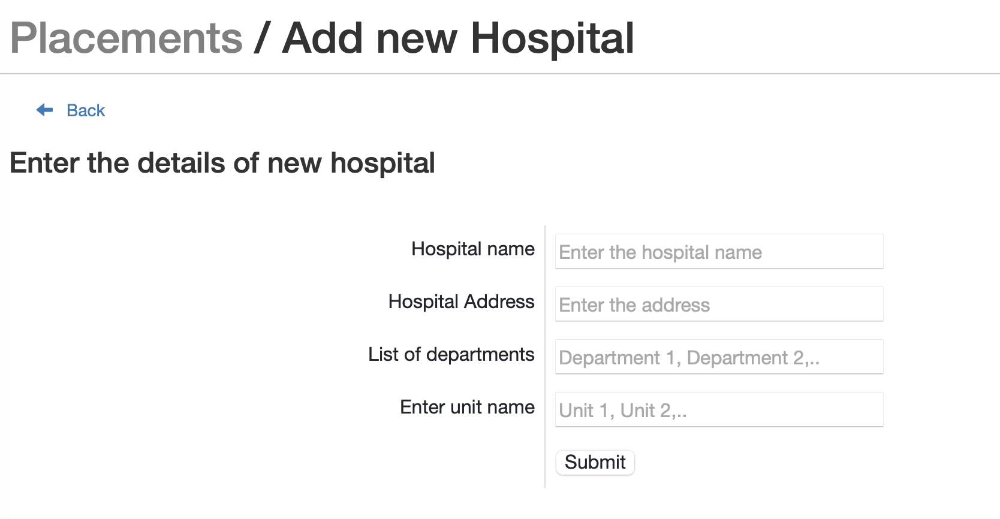 Placements / Add new Hospital
Back
Enter the details of new hospital
Hospital name
Enter the hospital name
Hospital Address
Enter the address
List of departments
Department 1, Department 2,..
Enter unit name
Unit 1, Unit 2,..
Submit